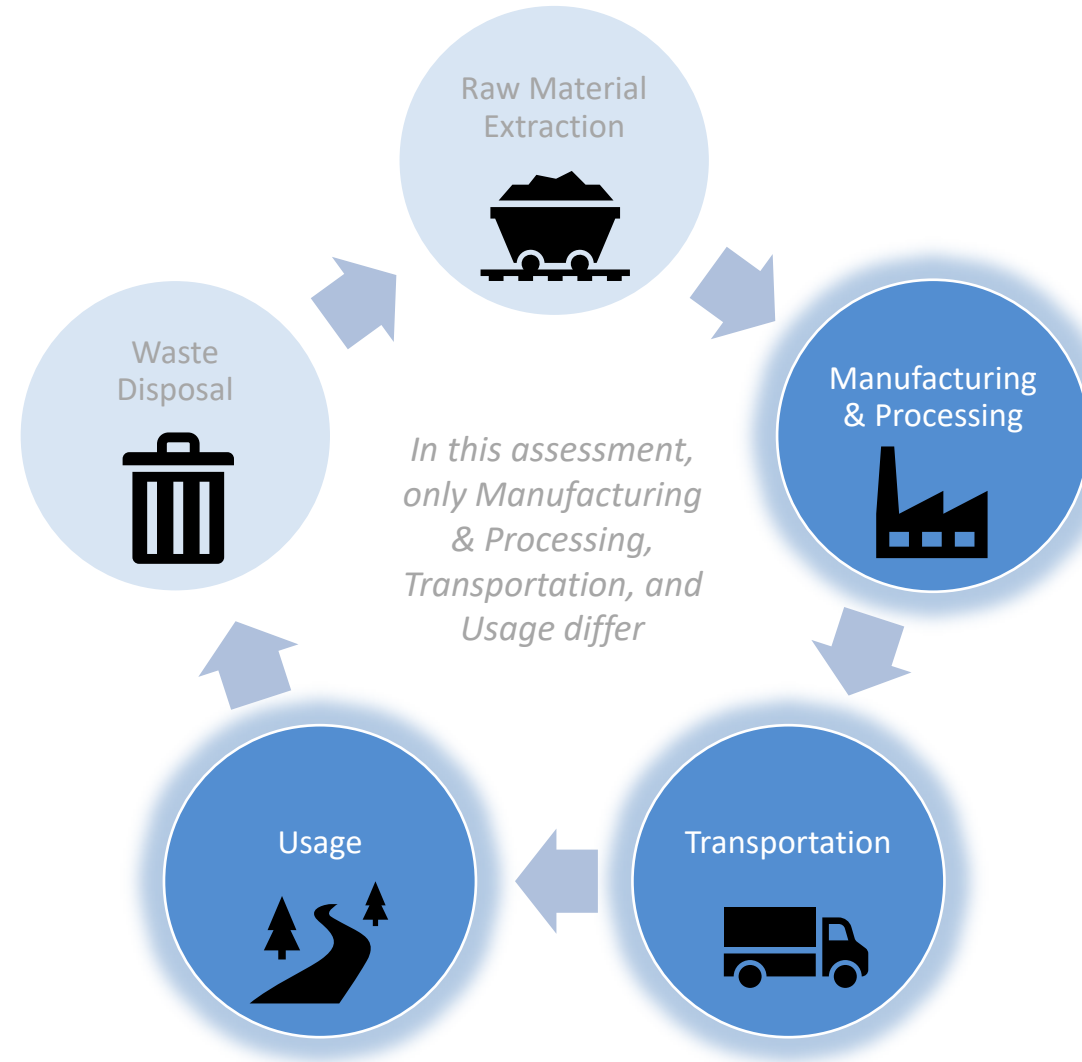 Raw Material
Extraction
Manufacturing
& Processing
Waste
Disposal
In this assessment,
only Manufacturing
& Processing,
Transportation, and
Usage differ
Usage
Transportation